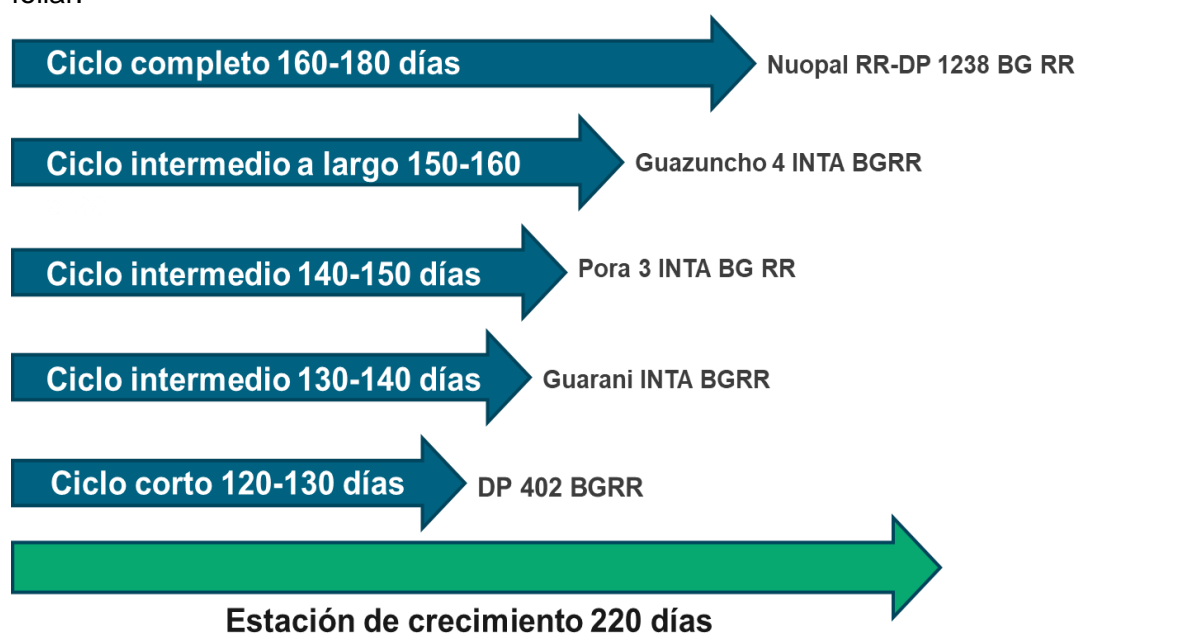 Ciclo completo 160-180 días
Nuopal RR-DP 1238 BG RR
Ciclo intermedio a largo 150-160
Guazuncho 4 INTA BGRR
Ciclo intermedio 140-150 días
Pora 3 INTA BG RR
Ciclo intermedio 130-140 días
Guarani INTA BGRR
Ciclo corto 120-130 días
DP 402 BGRR
Estación de crecimiento 220 días